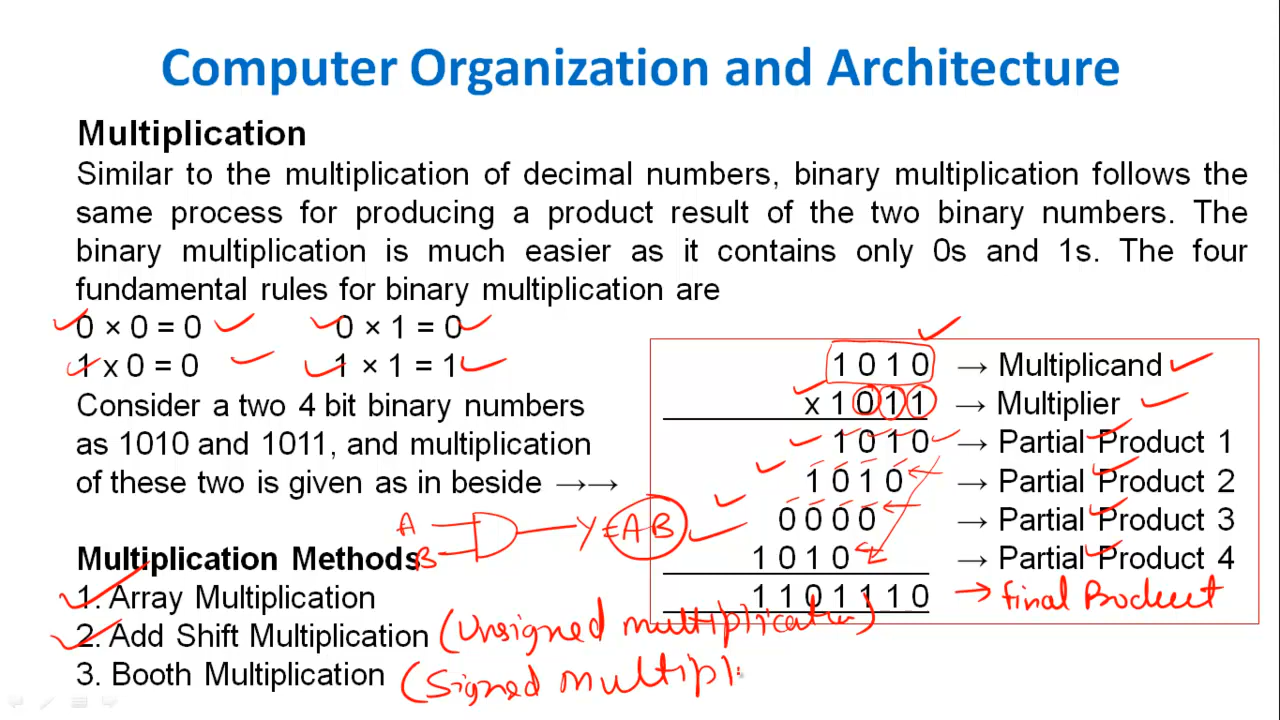 Computer Organization and Architecture
Multiplication
Similar to the multiplication of decimal numbers, binary multiplication follows the
same process for producing a product result of the two binary numbers. The
binary multiplication is much easier as it contains only 0s and 1s. The four
fundamental rules for binary multiplication are
0 × 0 = 0 0 × 1 = 0
1 x 0 = 0 1 × 1 = 1
Consider a two 4 bit binary numbers
as 1010 and 1011, and multiplication
of these two is given as in beside →→
1 0 1 0 → Multiplicand
x 1 0 1 1 → Multiplier
1 0 1 0 → Partial Product 1
1 0 1 0 → Partial Product 2
0 0 0 0 → Partial Product 3
1 0 1 0 → Partial Product 4
1 1 0 1 1 1 0 → final Product
A
B
Y = AB
Multiplication Methods
1. Array Multiplication
2. Add Shift Multiplication (Unsigned multiplication)
3. Booth Multiplication (Signed multipl